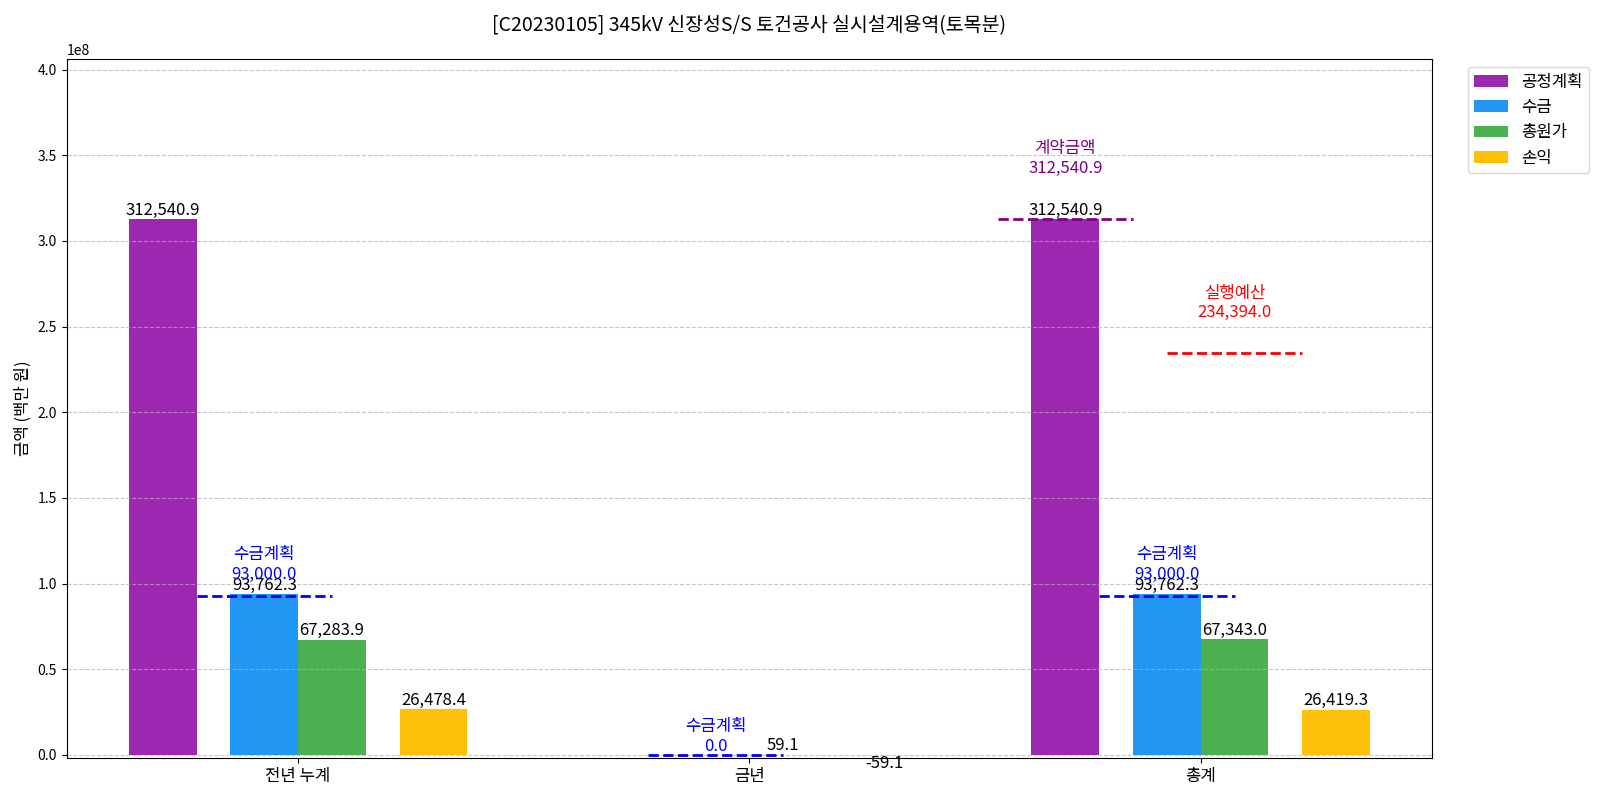 [C20230105] 345kV 신장성S/S 토건공사 실시설계용역(토목분)
1e8
4.0
3.5
3.0
2.5
2.0
1.5
1.0
0.5
0.0
금액 (백만 원)
312,540.9
수금계획
93,000.0
93,762.3
67,283.9
26,478.4
수금계획
0.0
59.1
-59.1
계약금액
312,540.9
312,540.9
실행예산
234,394.0
수금계획
93,000.0
93,762.3
67,343.0
26,419.3
전년 누계
금년
총계
공정계획
수금
총원가
손익